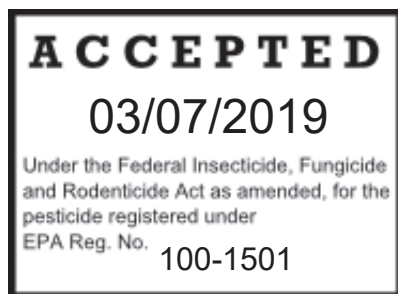 ACCEPTED
03/07/2019
Under the Federal Insecticide, Fungicide
and Rodenticide Act as amended, for the
pesticide registered under
EPA Reg. No. 100-1501